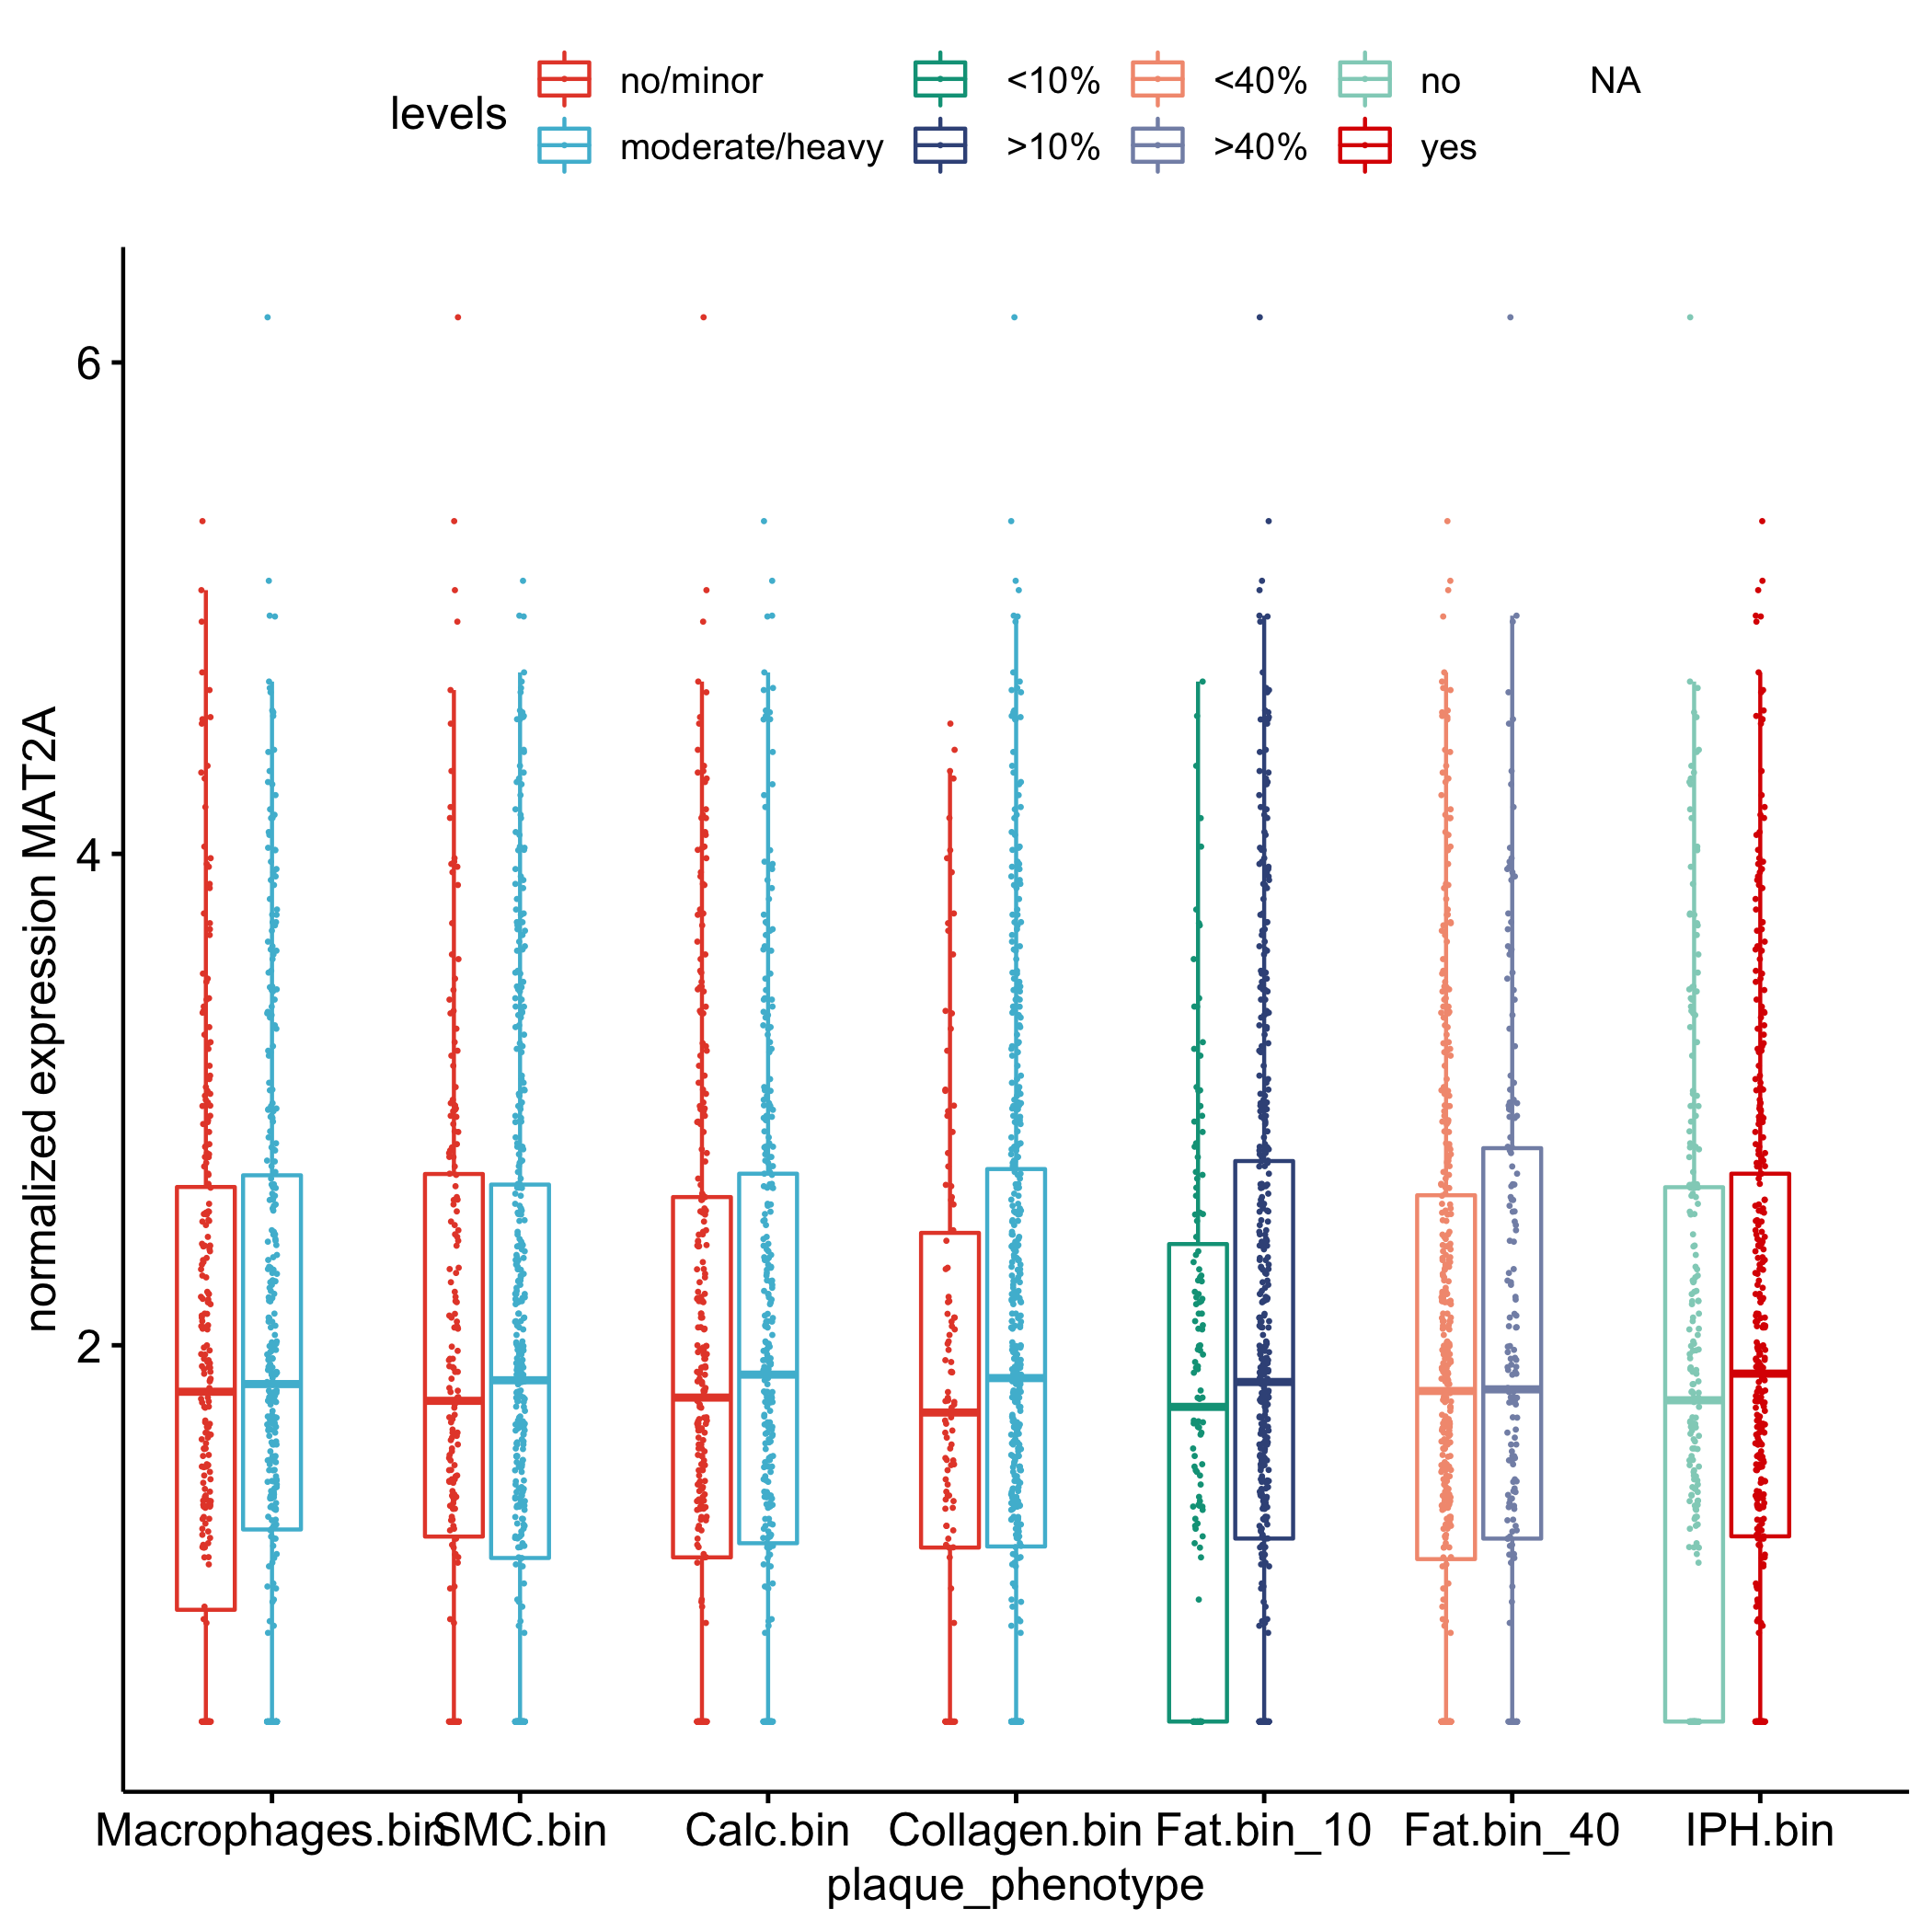 levels
no/minor <10% <40% no NA
moderate/heavy >10% >40% yes
normalized expression MAT2A
6
4
2
Macrophages.bin SMC.bin Calc.bin Collagen.bin Fat.bin_10 Fat.bin_40 IPH.bin
plaque_phenotype